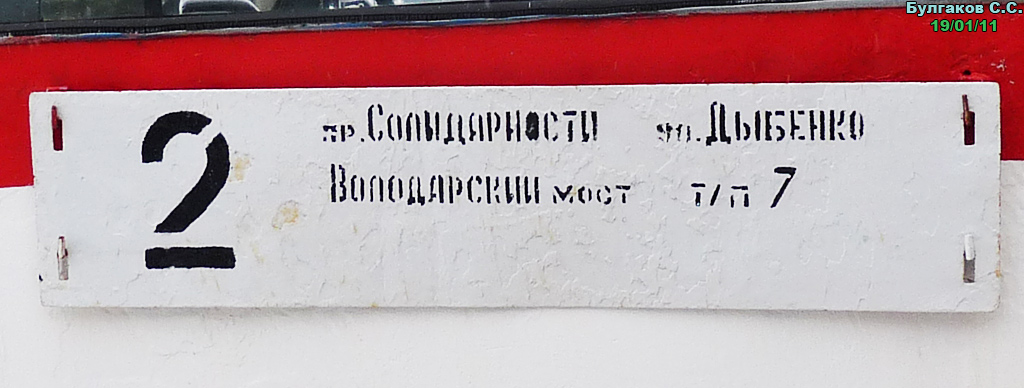 Булгаков С.С.
19/01/11
2 пр.Солидарности ул.Дыбенко
Володарский мост т/п 7